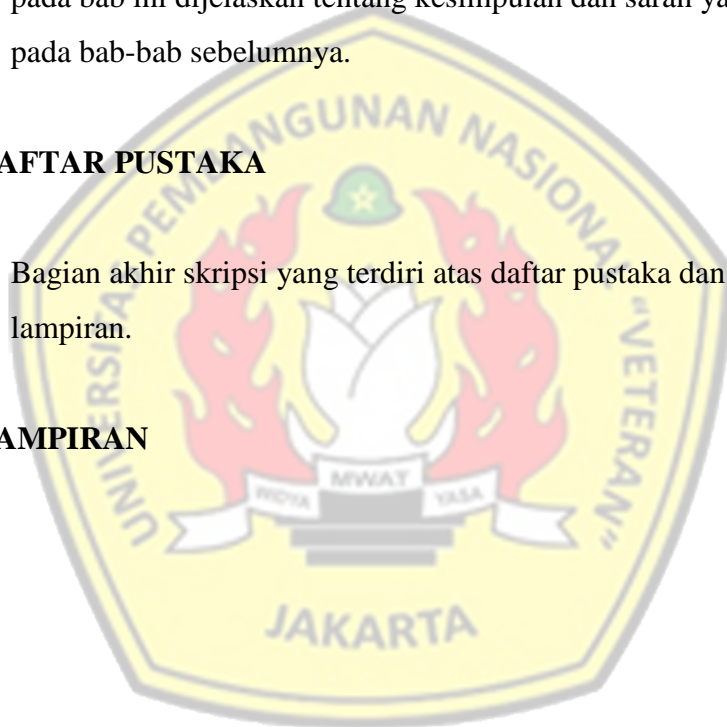 pada bab ini dijelaskan tentang kesimpulan dan saran
pada bab-bab sebelumnya.
AFTAR PUSTAKA
Bagian akhir skripsi yang terdiri atas daftar pustaka dan
lampiran.
AMPIRAN
UNIVERSITAS PEMBANGUNAN NASIONAL "VETERAN"
WIDYA MWAT YASA
JAKARTA